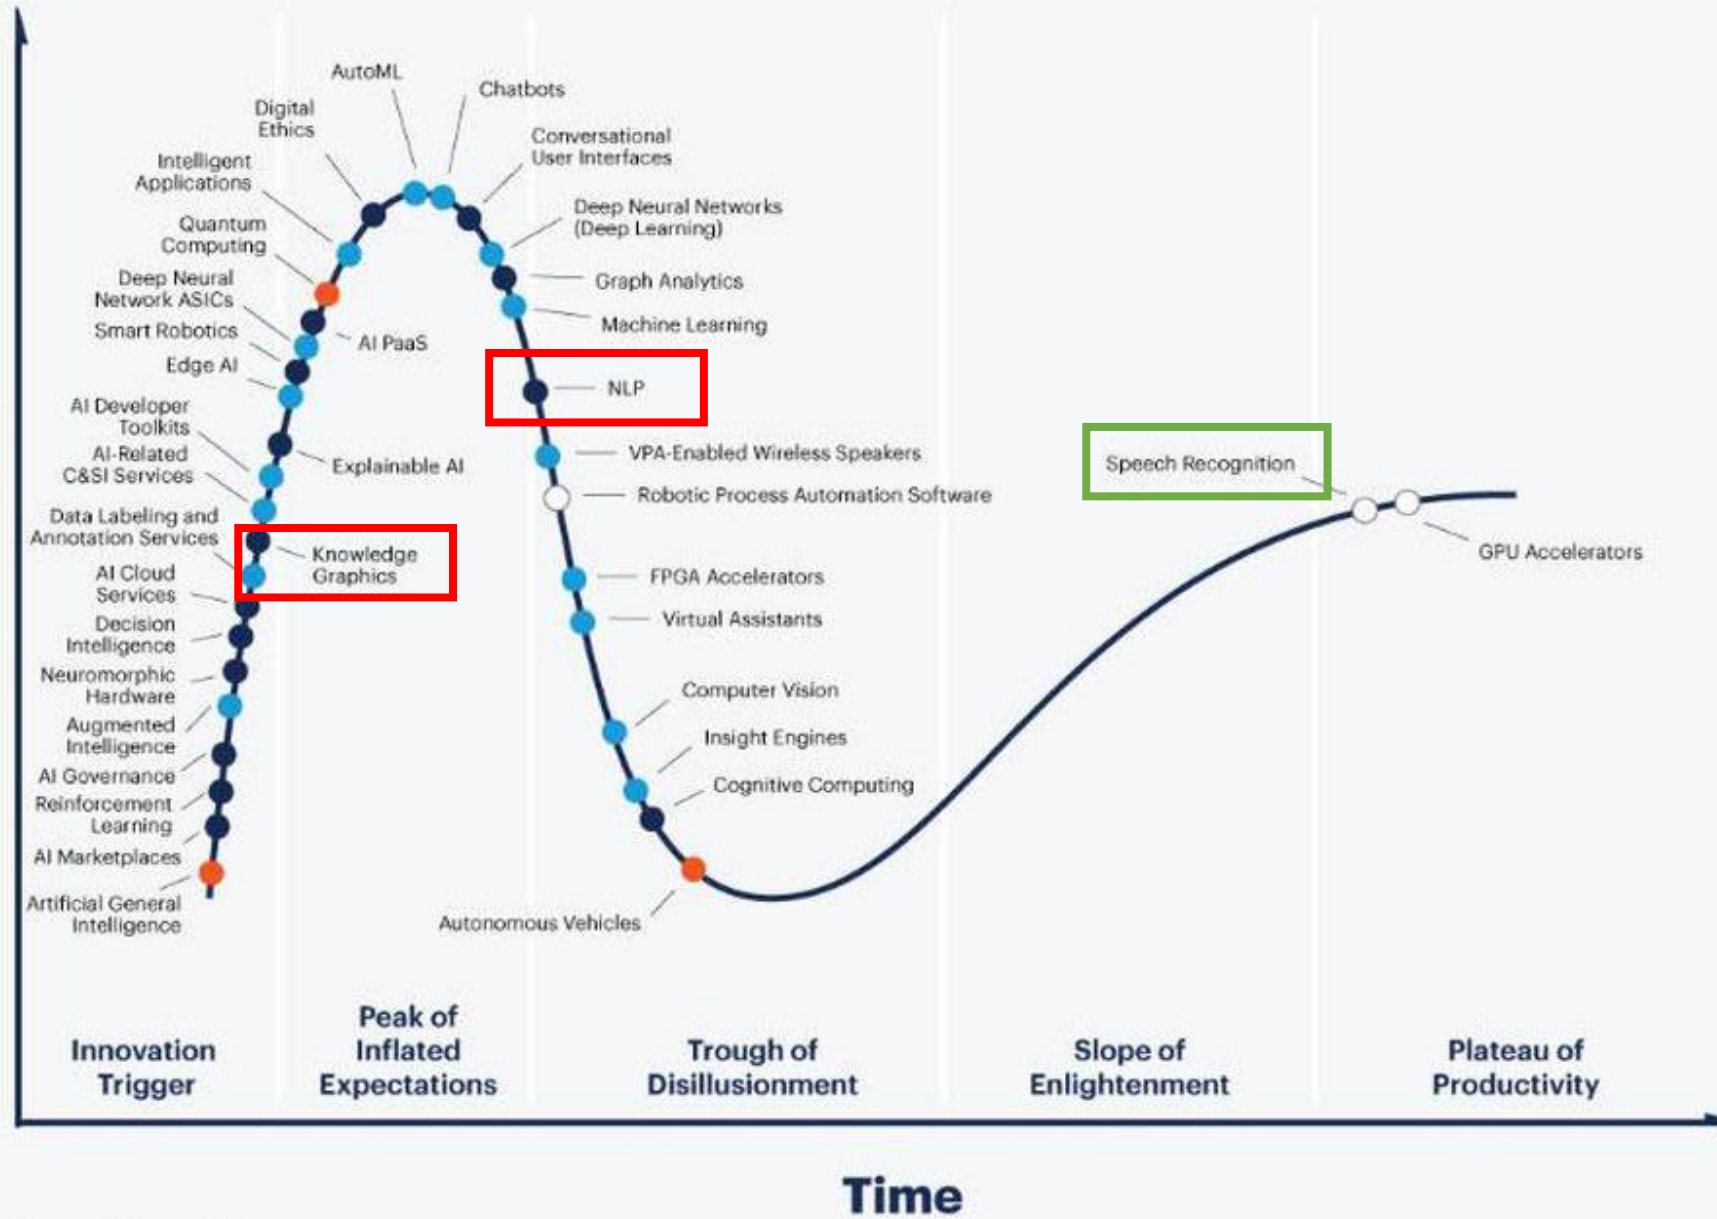 AutoML
Chatbots
Digital
Ethics
Conversational
User Interfaces
Intelligent
Applications
Deep Neural Networks
(Deep Learning)
Quantum
Computing
Graph Analytics
Deep Neural
Network ASICs
Machine Learning
Smart Robotics
AI PaaS
Edge AI
NLP
AI Developer
Toolkits
AI-Related
C&SI Services
Explainable AI
VPA-Enabled Wireless Speakers
Speech Recognition
Robotic Process Automation Software
Data Labeling and
Annotation Services
Knowledge
Graphics
GPU Accelerators
AI Cloud
Services
FPGA Accelerators
Decision
Intelligence
Virtual Assistants
Neuromorphic
Hardware
Computer Vision
Augmented
Intelligence
Insight Engines
AI Governance
Cognitive Computing
Reinforcement
Learning
AI Marketplaces
Artificial General
Intelligence
Autonomous Vehicles
Innovation
Trigger
Peak of
Inflated
Expectations
Trough of
Disillusionment
Slope of
Enlightenment
Plateau of
Productivity
Time